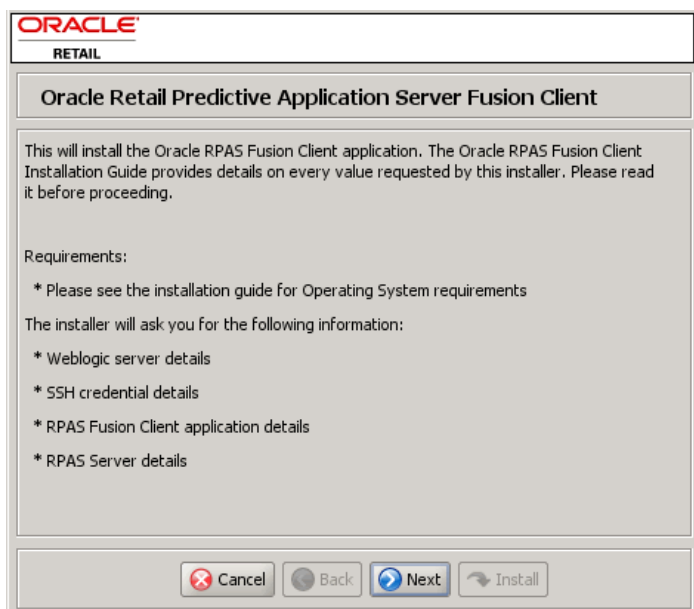 ORACLE
RETAIL
Oracle Retail Predictive Application Server Fusion Client
This will install the Oracle RPAS Fusion Client application. The Oracle RPAS Fusion Client
Installation Guide provides details on every value requested by this installer. Please read
it before proceeding.
Requirements:
* Please see the installation guide for Operating System requirements
The installer will ask you for the following information:
* Weblogic server details
* SSH credential details
* RPAS Fusion Client application details
* RPAS Server details
Cancel Back Next Install